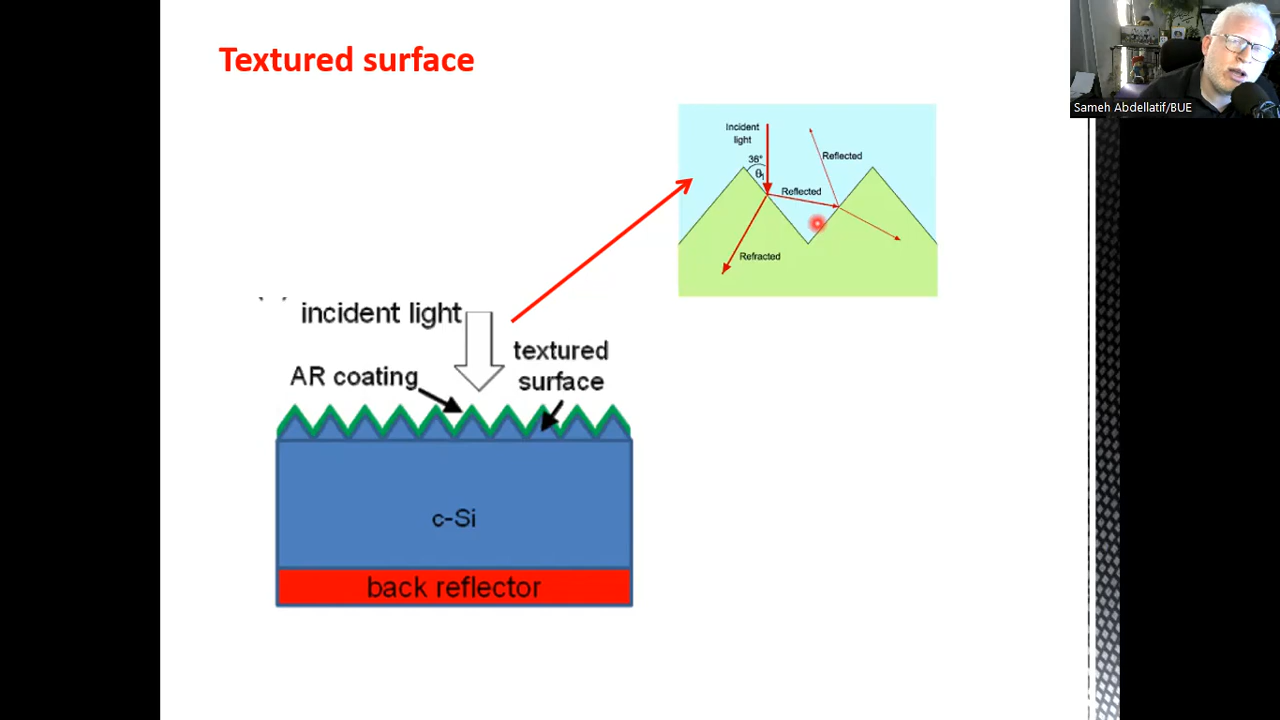 Textured surface
Sameh Abdellatif/BUE
Incident
light
36°
θ1
Reflected
Reflected
Refracted
incident light
textured
surface
AR coating
c-Si
back reflector